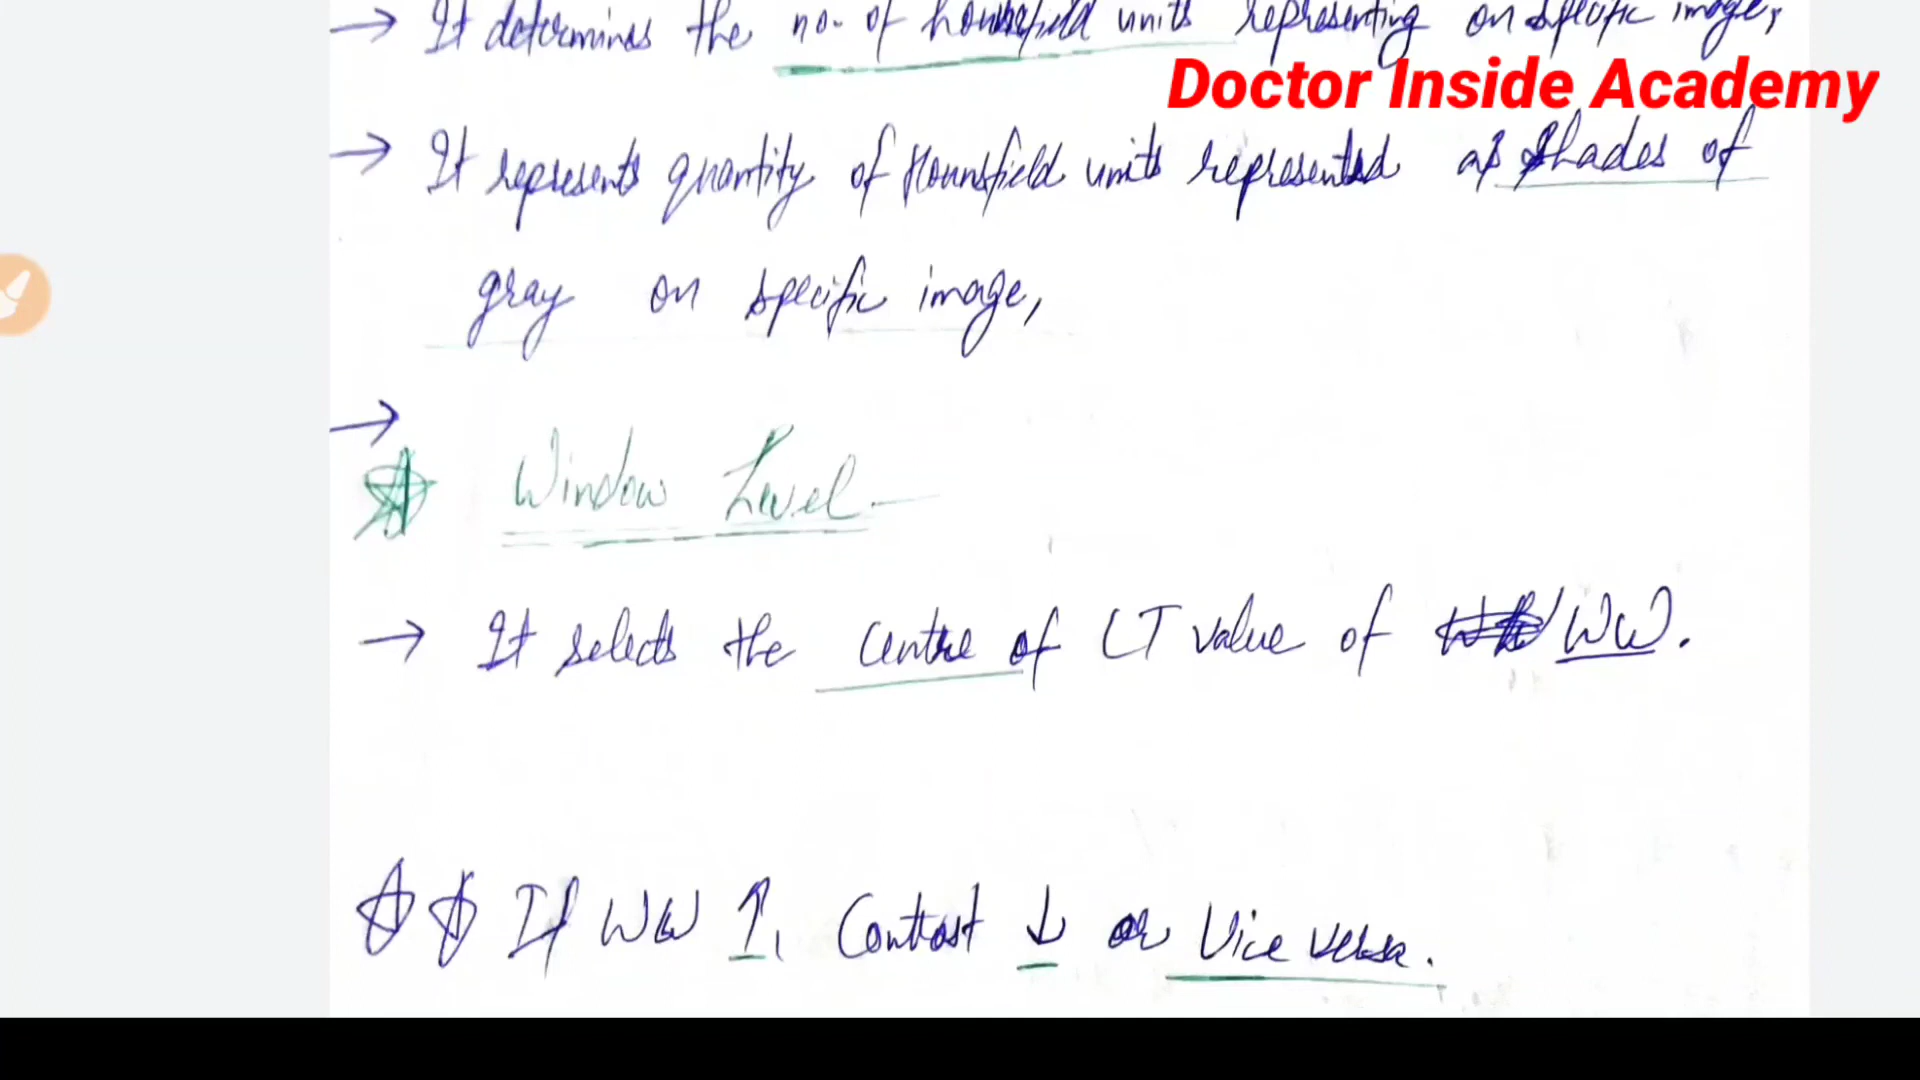 → It determines the no. of hounsfield units representing on specific image,
Doctor Inside Academy
→ It represents quantity of Hounsfield units represented as shades of
gray on specific image,
→
☆ Window Level -
→ It selects the centre of CT value of WW.
☆☆ If WW ↑, Contrast ↓ or Vice versa.